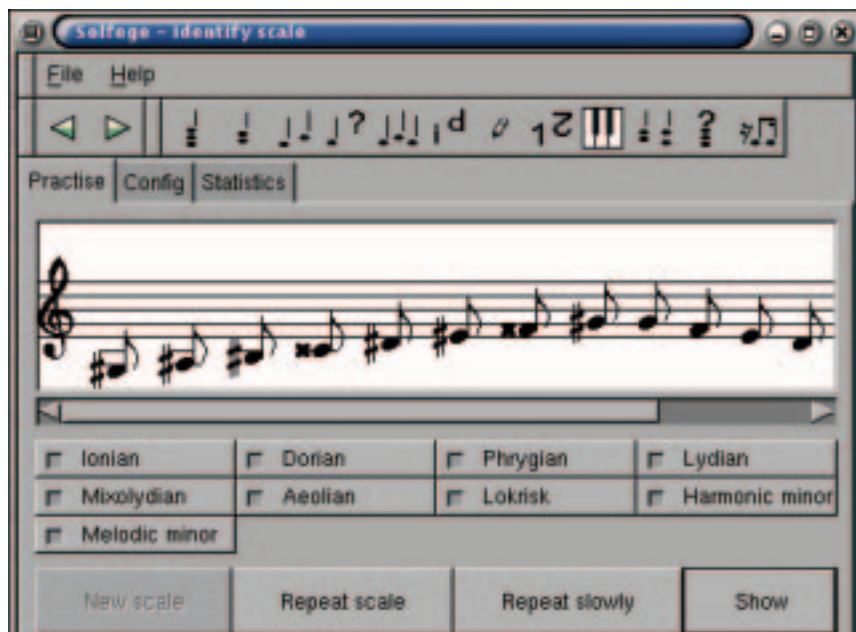 Solfege - Identify scale
File Help
Practise Config Statistics
Ionian Dorian Phrygian Lydian
Mixolydian Aeolian Lokrisk Harmonic minor
Melodic minor
New scale Repeat scale Repeat slowly Show